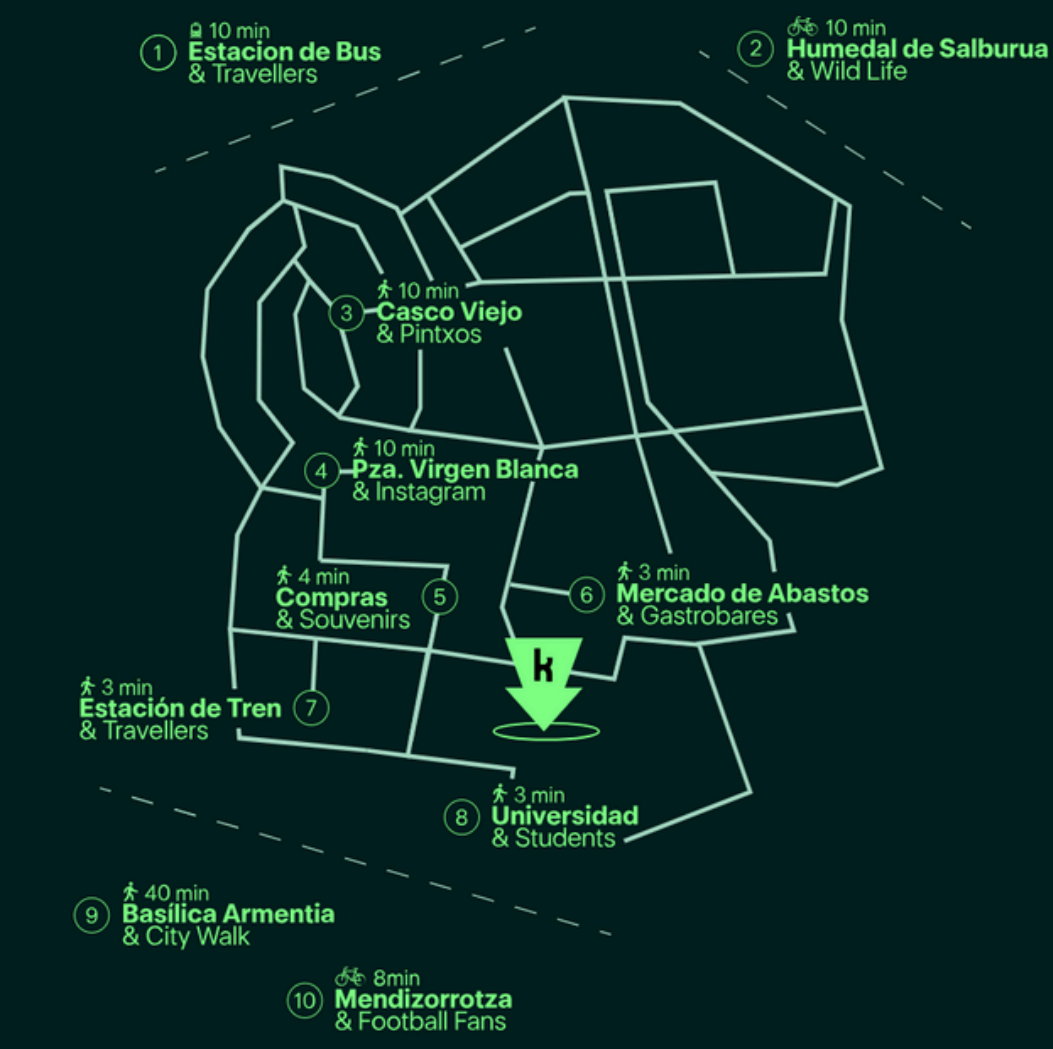 1
10 min
Estacion de Bus
& Travellers
2
10 min
Humedal de Salburua
& Wild Life
3
10 min
Casco Viejo
& Pintxos
4
10 min
Pza. Virgen Blanca
& Instagram
4 min
Compras
& Souvenirs
5
6
3 min
Mercado de Abastos
& Gastrobares
k
3 min
Estación de Tren
& Travellers
7
8
3 min
Universidad
& Students
9
40 min
Basílica Armentia
& City Walk
10
8min
Mendizorrotza
& Football Fans